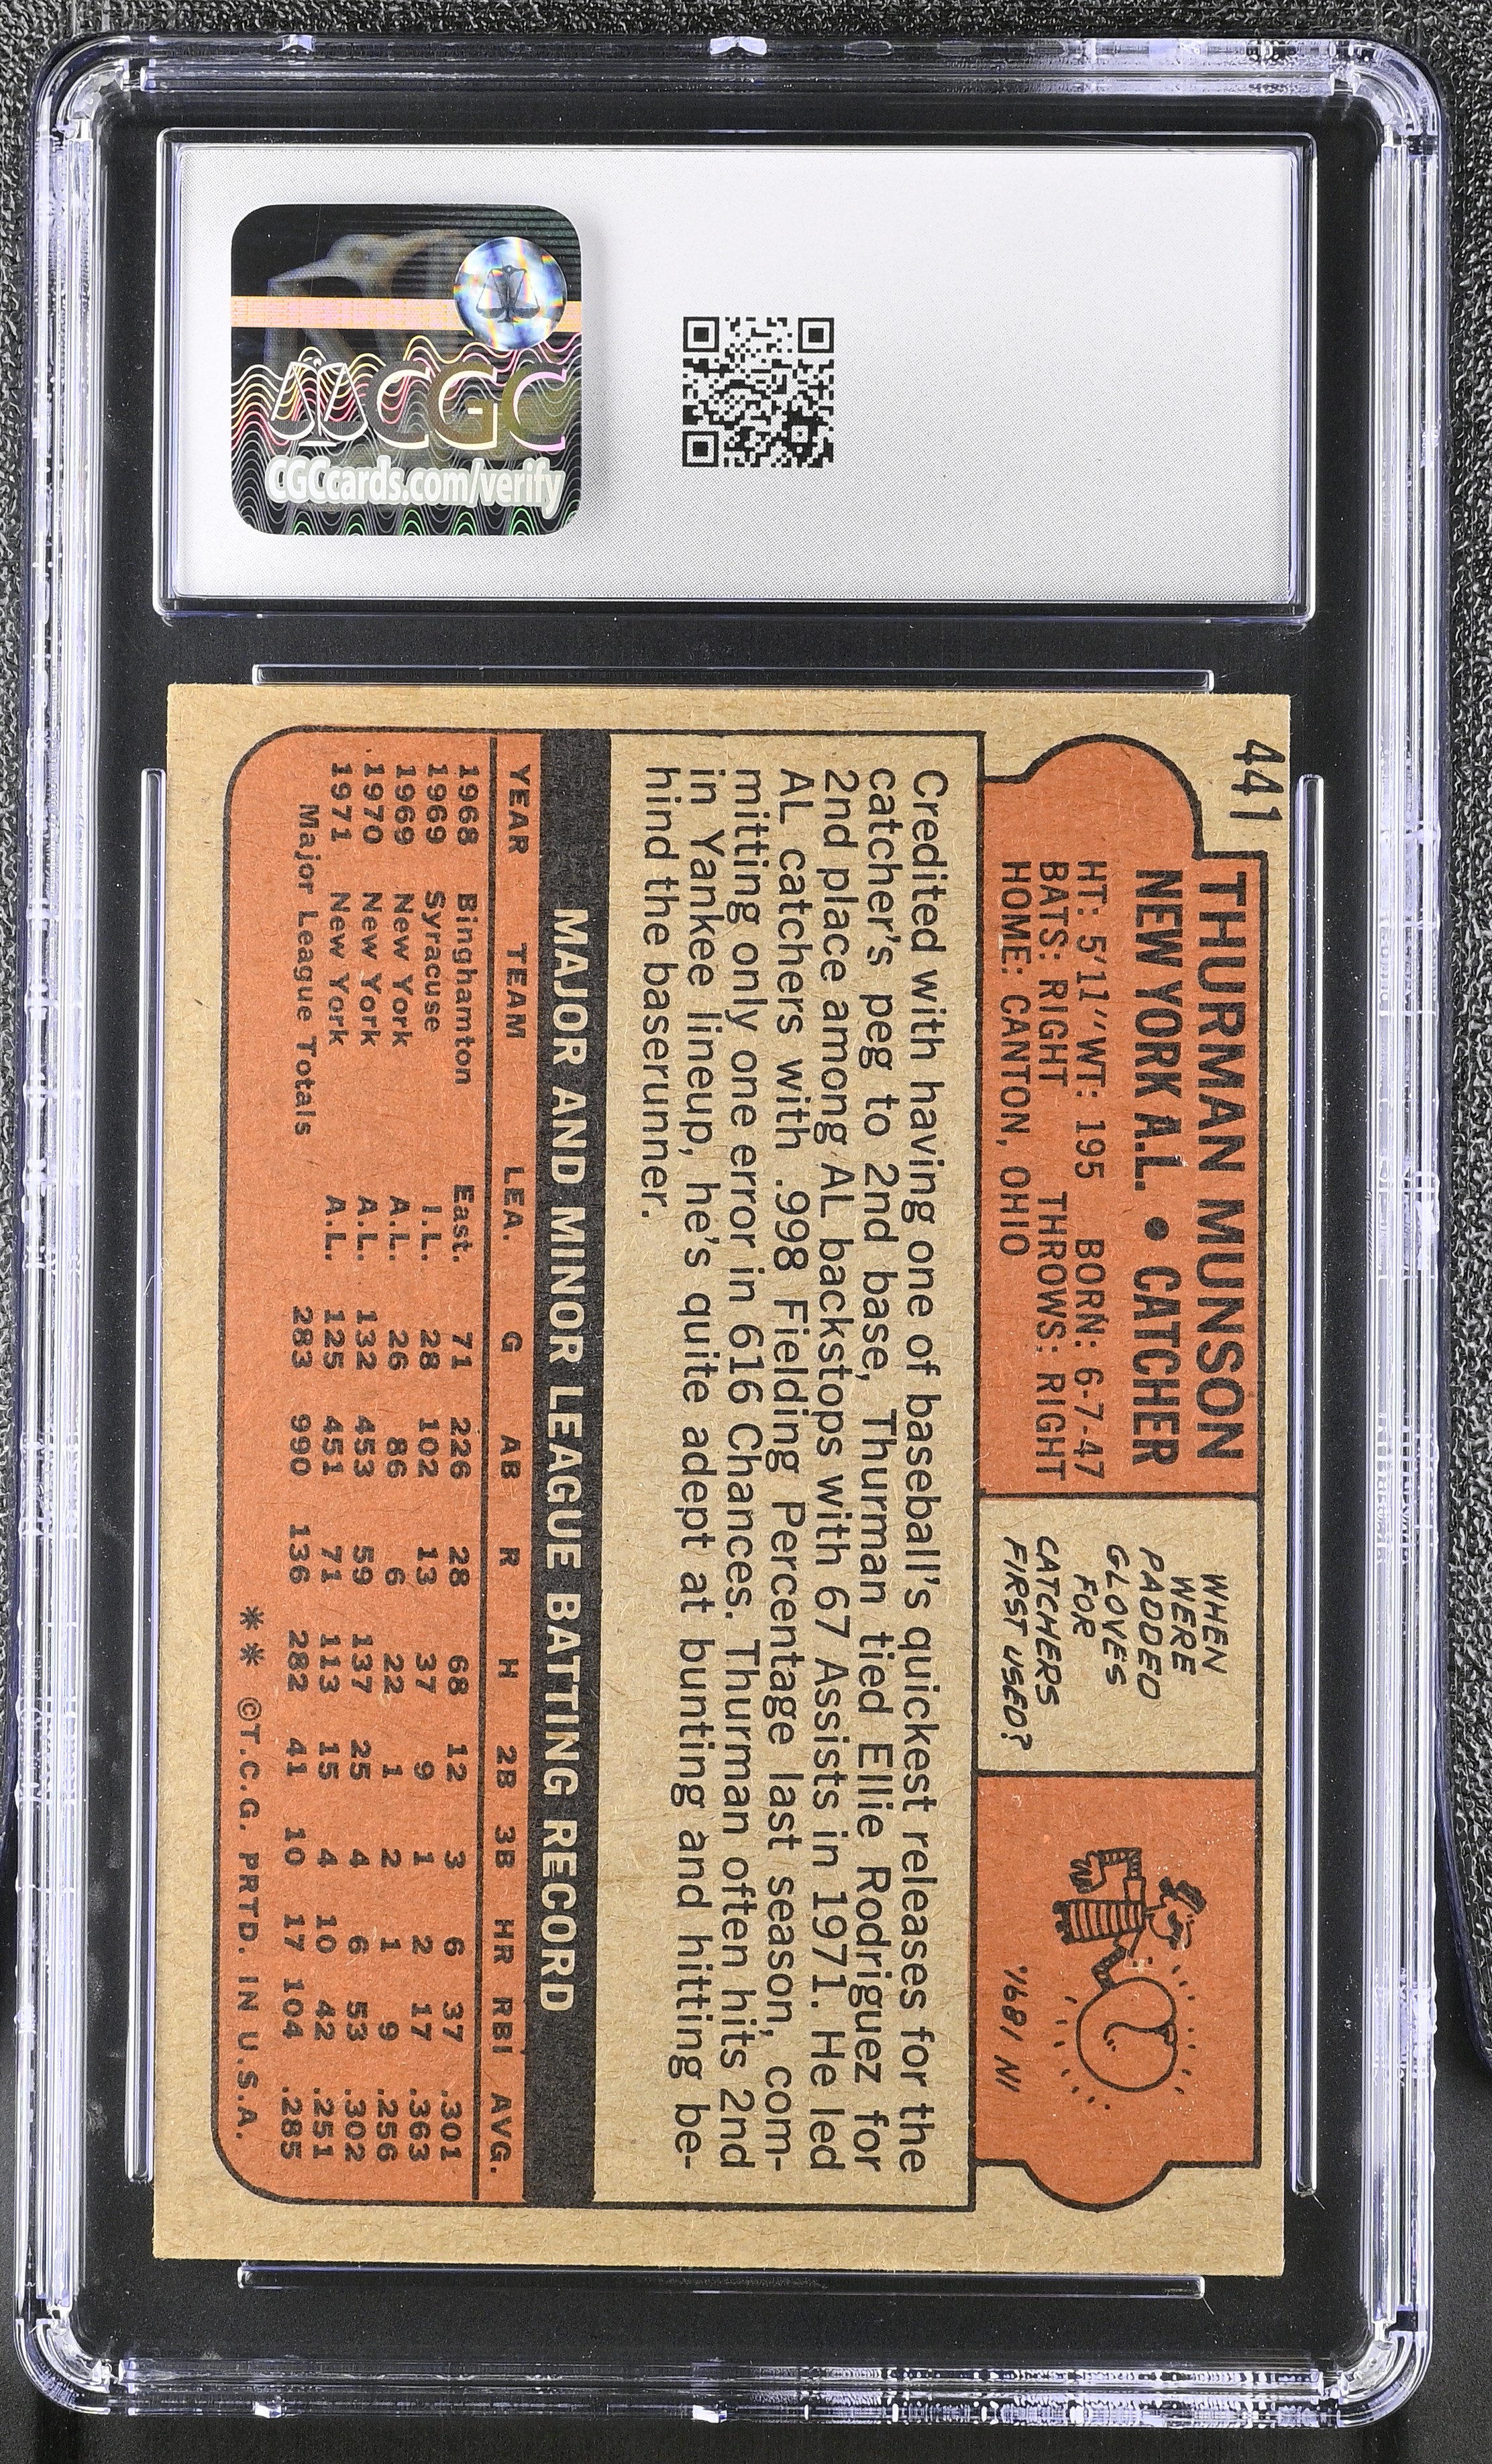 CGC
CGCcards.com/verify
441
THURMAN MUNSON
NEW YORK A.L. • CATCHER
HT: 5'11" WT: 195 BORN: 6-7-47
BATS: RIGHT THROWS: RIGHT
HOME: CANTON, OHIO
WHEN
WERE
PADDED
GLOVES
FOR
CATCHERS
FIRST USED?
IN 1891.
Credited with having one of baseball's quickest releases for the
catcher's peg to 2nd base, Thurman tied Ellie Rodriguez for
2nd place among AL backstops with 67 Assists in 1971. He led
AL catchers with .998 Fielding Percentage last season, com-
mitting only one error in 616 Chances. Thurman often hits 2nd
in Yankee lineup, he's quite adept at bunting and hitting be-
hind the baserunner.
MAJOR AND MINOR LEAGUE BATTING RECORD
YEAR TEAM LEA. G AB R H 2B 3B HR RBI AVG.
1968 Binghamton East. 71 226 28 68 12 3 6 37 .301
1969 Syracuse I.L. 28 102 13 37 9 1 2 17 .363
1969 New York A.L. 26 86 6 22 1 2 1 9 .256
1970 New York A.L. 132 453 59 137 25 4 6 53 .302
1971 New York A.L. 125 451 71 113 15 4 10 42 .251
Major League Totals 283 990 136 282 41 10 17 104 .285
** ©T.C.G. PRTD. IN U.S.A.